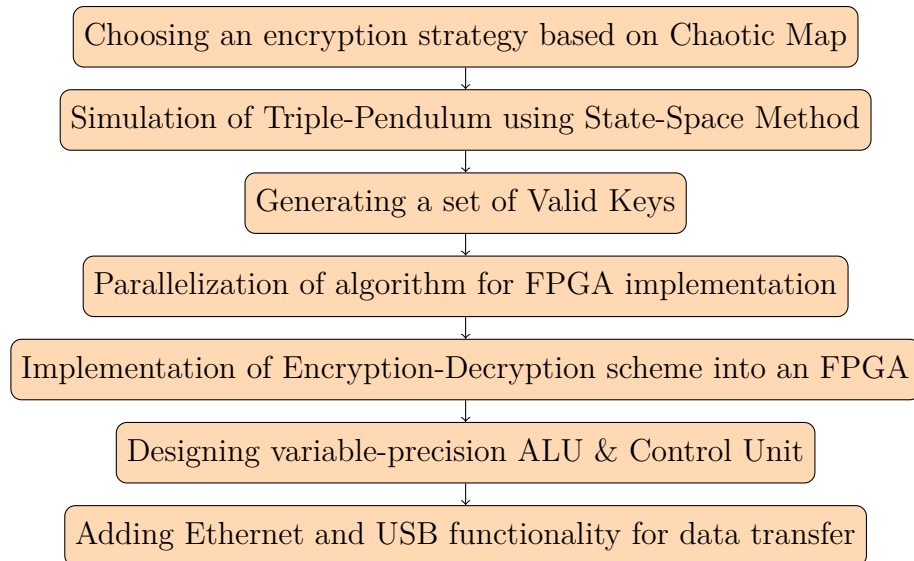 Choosing an encryption strategy based on Chaotic Map
Simulation of Triple-Pendulum using State-Space Method
Generating a set of Valid Keys
Parallelization of algorithm for FPGA implementation
Implementation of Encryption-Decryption scheme into an FPGA
Designing variable-precision ALU & Control Unit
Adding Ethernet and USB functionality for data transfer